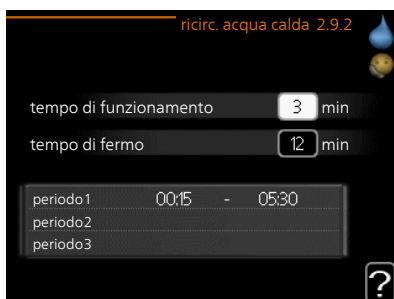 ricirc. acqua calda 2.9.2
tempo di funzionamento 3 min
tempo di fermo 12 min
periodo1 00:15 - 05:30
periodo2
periodo3
?